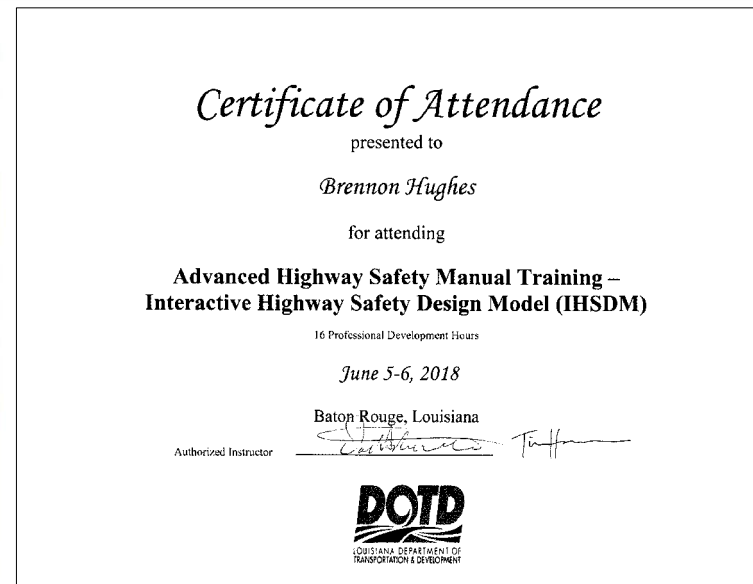 Certificate of Attendance
presented to
Brennon Hughes
for attending
Advanced Highway Safety Manual Training –
Interactive Highway Safety Design Model (IHSDM)
16 Professional Development Hours
June 5-6, 2018
Baton Rouge, Louisiana
Authorized Instructor
DOTD
LOUISIANA DEPARTMENT OF
TRANSPORTATION & DEVELOPMENT